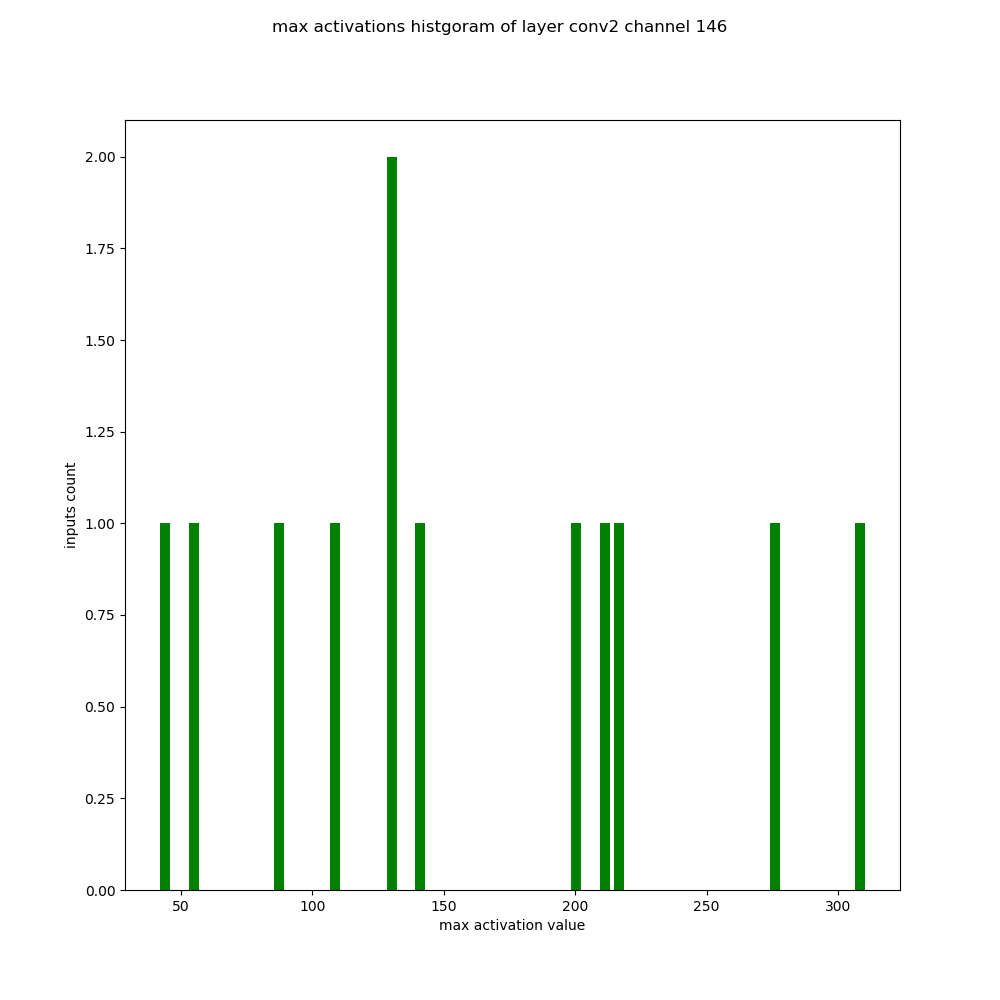 max activations histgoram of layer conv2 channel 146
2.00
1.75
1.50
1.25
1.00
0.75
0.50
0.25
0.00
inputs count
50 100 150 200 250 300
max activation value